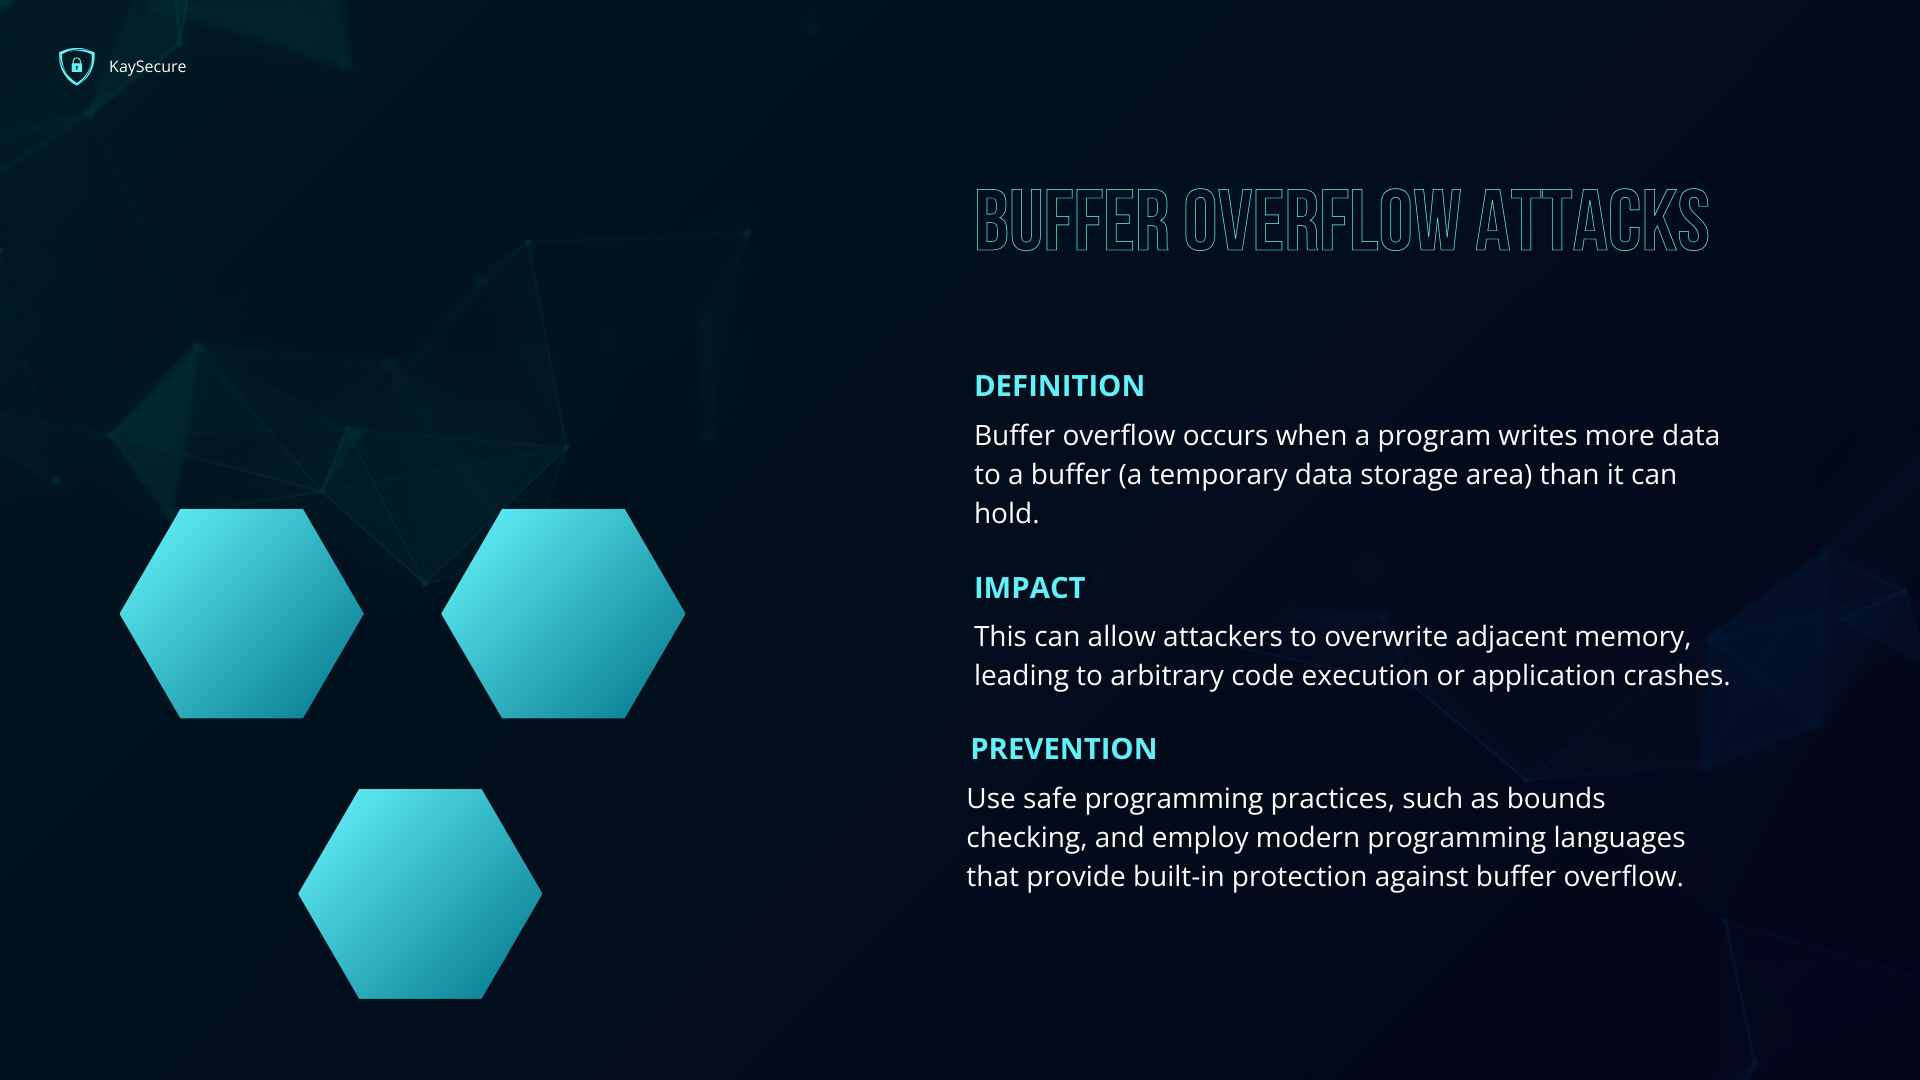 KaySecure
BUFFER OVERFLOW ATTACKS
DEFINITION
Buffer overflow occurs when a program writes more data
to a buffer (a temporary data storage area) than it can
hold.
IMPACT
This can allow attackers to overwrite adjacent memory,
leading to arbitrary code execution or application crashes.
PREVENTION
Use safe programming practices, such as bounds
checking, and employ modern programming languages
that provide built-in protection against buffer overflow.